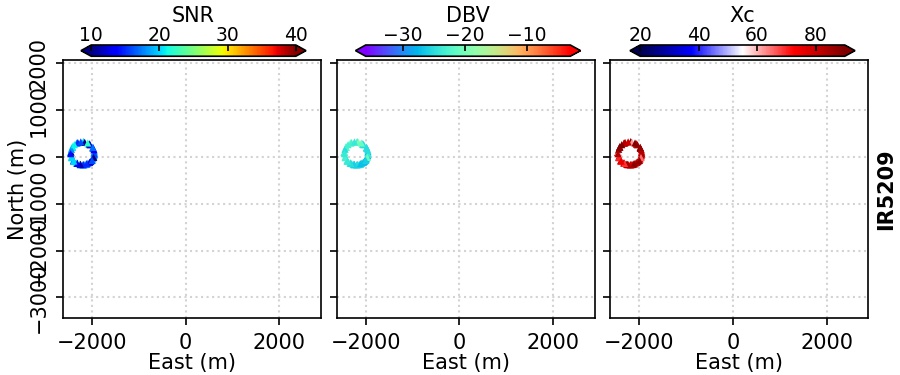 SNR DBV Xc
10 20 30 40 −30 −20 −10 20 40 60 80
2000
1000
0
−1000
−2000
−3000
North (m)
IR5209
−2000 0 2000 −2000 0 2000 −2000 0 2000
East (m) East (m) East (m)